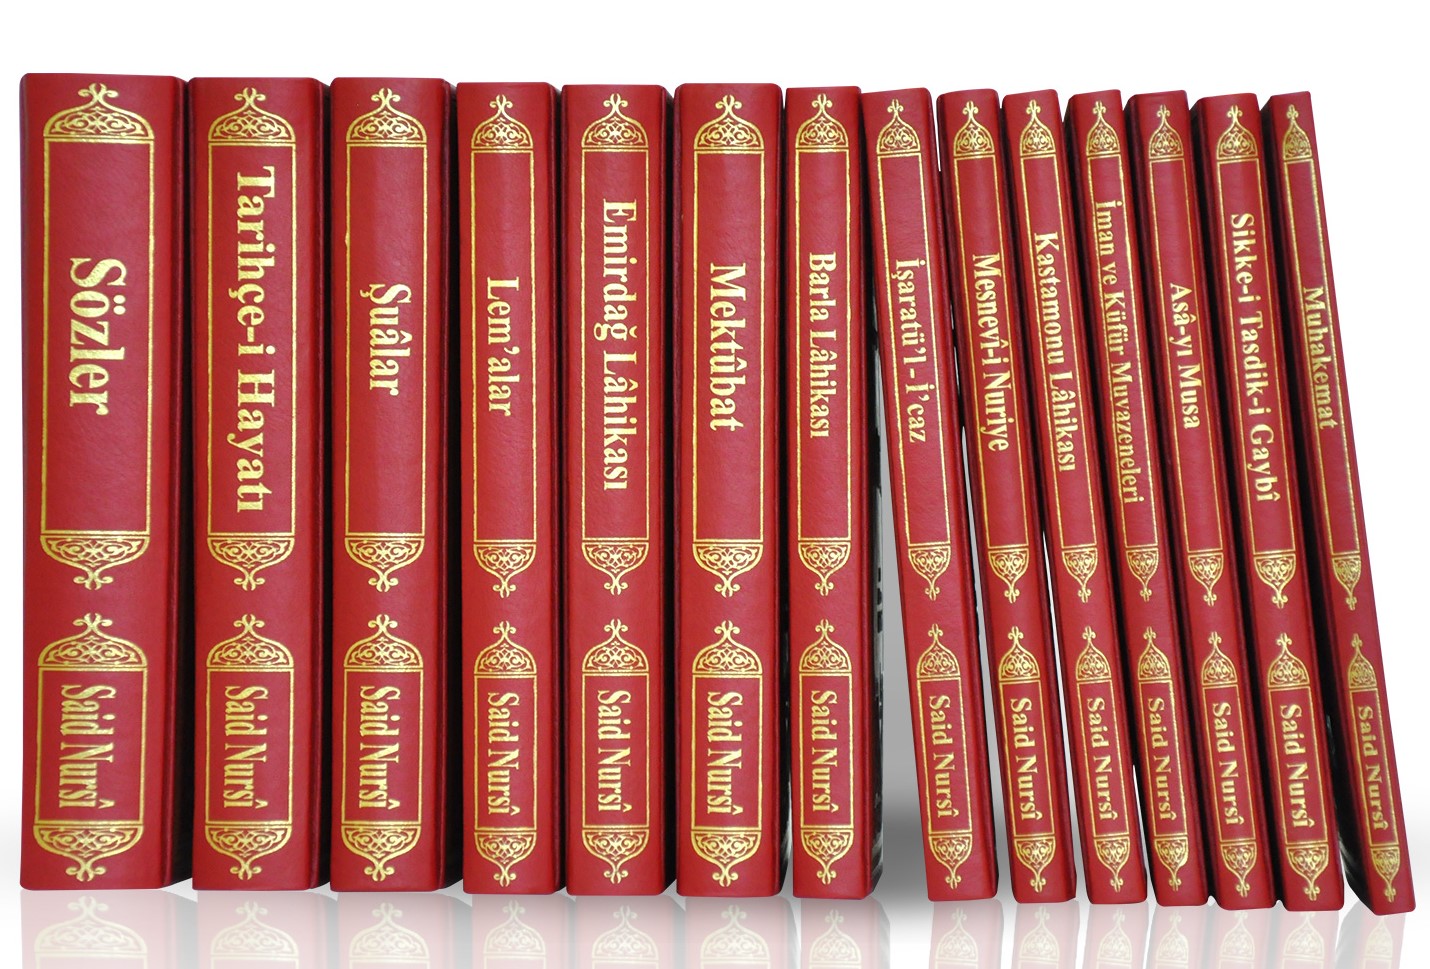 Sözler
Said Nursî
Tarihçe-i Hayatı
Said Nursî
Şuâlar
Said Nursî
Lem'alar
Said Nursî
Emirdağ Lâhikası
Said Nursî
Mektûbat
Said Nursî
Barla Lâhikası
Said Nursî
İşaratü'l-İ'caz
Said Nursî
Mesnevî-i Nuriye
Said Nursî
Kastamonu Lâhikası
Said Nursî
İman ve Küfür Muvazeneleri
Said Nursî
Asâ-yı Musa
Said Nursî
Sikke-i Tasdik-i Gaybî
Said Nursî
Muhakemat
Said Nursî